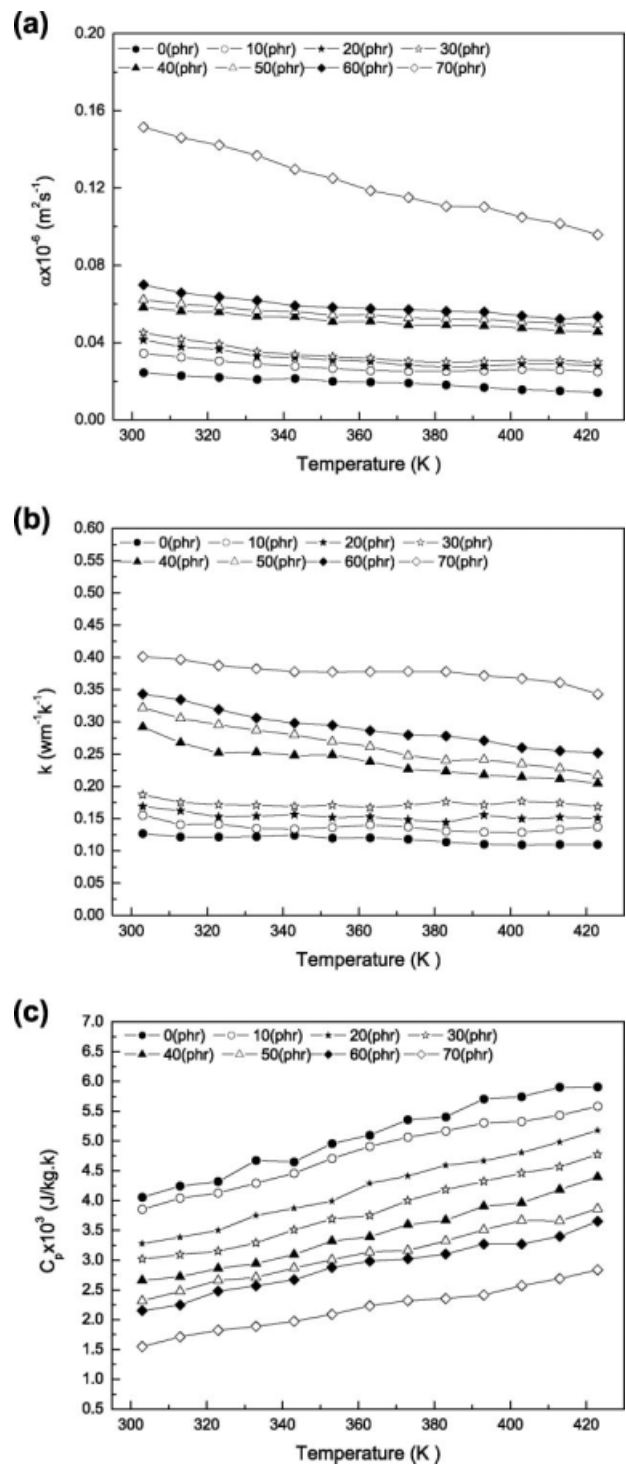 (a)
0.20
0(phr) 10(phr) 20(phr) 30(phr)
40(phr) 50(phr) 60(phr) 70(phr)
0.16
0.12
0.08
0.04
0.00
αx10⁻⁶ (m²s⁻¹)
300 320 340 360 380 400 420
Temperature (K )
(b)
0.60
0(phr) 10(phr) 20(phr) 30(phr)
0.55
40(phr) 50(phr) 60(phr) 70(phr)
0.50
0.45
0.40
0.35
0.30
0.25
0.20
0.15
0.10
0.05
0.00
k (wm⁻¹k⁻¹)
300 320 340 360 380 400 420
Temperature (K )
(c)
7.0
0(phr) 10(phr) 20(phr) 30(phr)
6.5
40(phr) 50(phr) 60(phr) 70(phr)
6.0
5.5
5.0
4.5
4.0
3.5
3.0
2.5
2.0
1.5
1.0
0.5
Cₚx10³ (J/kg.k)
300 320 340 360 380 400 420
Temperature (K )